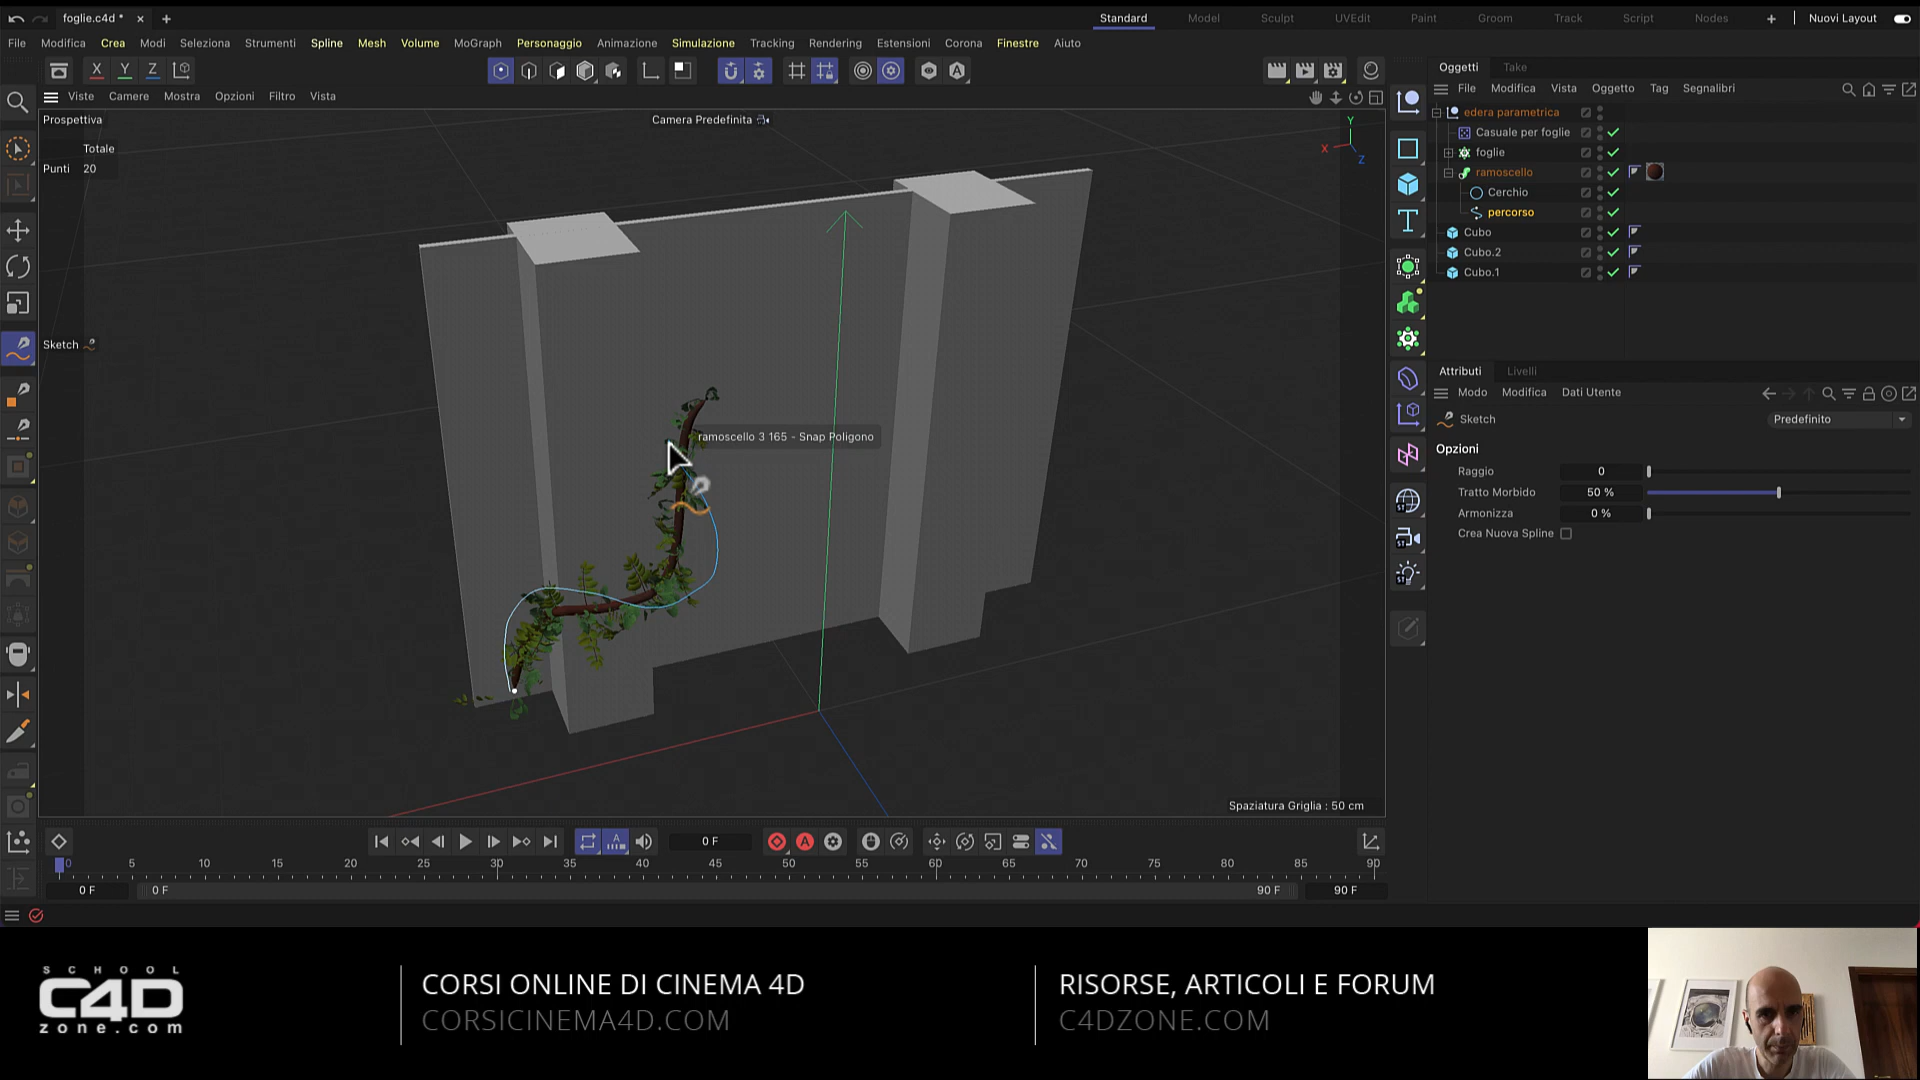 foglie.c4d *
Standard Model Sculpt UVEdit Paint Groom Track Script Nodes Nuovi Layout
File Modifica Crea Modi Seleziona Strumenti Spline Mesh Volume MoGraph Personaggio Animazione Simulazione Tracking Rendering Estensioni Corona Finestre Aiuto
X Y Z
Viste Camere Mostra Opzioni Filtro Vista
Prospettiva
Camera Predefinita
Totale
Punti 20
Y
X
Z
Sketch
ramoscello 3 165 - Snap Poligono
Spaziatura Griglia : 50 cm
Oggetti Take
File Modifica Vista Oggetto Tag Segnalibri
edera parametrica
Casuale per foglie
foglie
ramoscello
Cerchio
percorso
Cubo
Cubo.2
Cubo.1
Attributi Livelli
Modo Modifica Dati Utente
Sketch Predefinito
Opzioni
Raggio 0
Tratto Morbido 50 %
Armonizza 0 %
Crea Nuova Spline
ST
ST
ST
0 F
0 5 10 15 20 25 30 35 40 45 50 55 60 65 70 75 80 85 90
0 F 0 F 90 F 90 F
SCHOOL
C4D
zone.com
CORSI ONLINE DI CINEMA 4D
CORSICINEMA4D.COM
RISORSE, ARTICOLI E FORUM
C4DZONE.COM